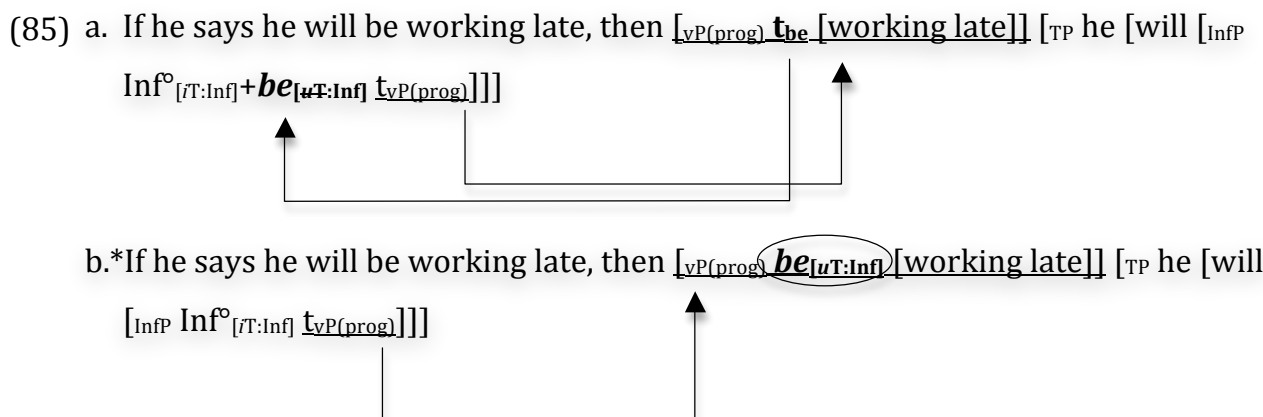 (85) a. If he says he will be working late, then [vP(prog) tbe [working late]] [TP he [will [InfP
Inf°[iT:Inf]+be[uT:Inf] tvP(prog)]]]
b.*If he says he will be working late, then [vP(prog) be[uT:Inf] [working late]] [TP he [will
[InfP Inf°[iT:Inf] tvP(prog)]]]